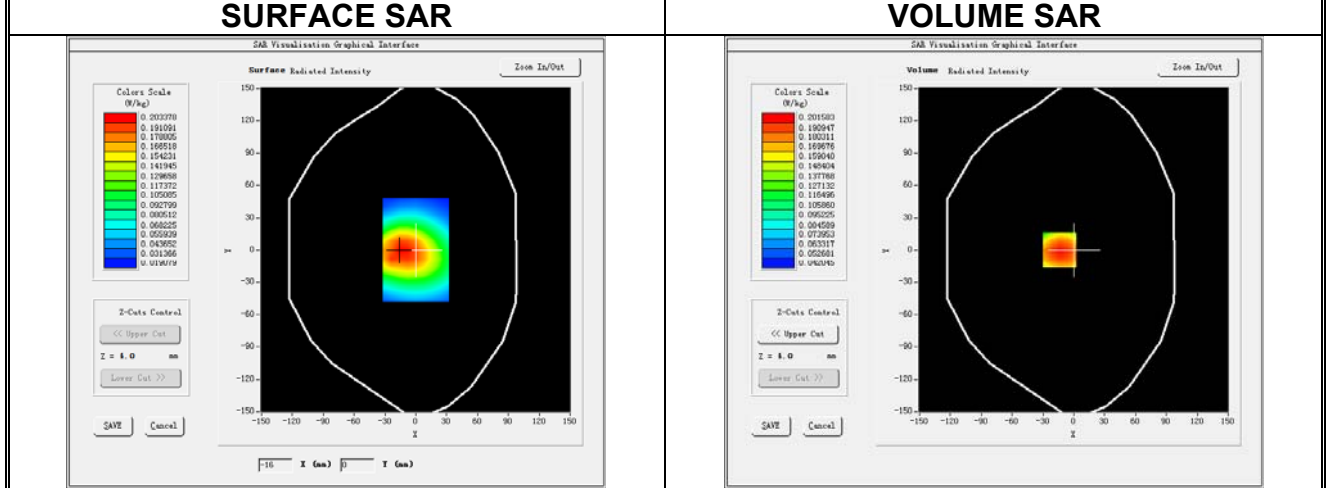 SURFACE SAR
SAR Visualisation Graphical Interface
Surface Radiated Intensity
Zoom In/Out
Colors Scale
(W/kg)
0.203378
0.191091
0.178805
0.166518
0.154231
0.141945
0.129658
0.117372
0.105085
0.092799
0.080512
0.068225
0.055939
0.043652
0.031366
0.019079
Z-Cuts Control
<< Upper Cut
Z = 4.0 mm
Lower Cut >>
SAVE
Cancel
150
120
90
60
30
0
-30
-60
-90
-120
-150
Y
-150 -120 -90 -60 -30 0 30 60 90 120 150
X
-16 X (mm) 0 Y (mm)
VOLUME SAR
SAR Visualisation Graphical Interface
Volume Radiated Intensity
Zoom In/Out
Colors Scale
(W/kg)
0.201583
0.190947
0.180311
0.169676
0.159040
0.148404
0.137768
0.127132
0.116496
0.105860
0.095225
0.084589
0.073953
0.063317
0.052681
0.042045
Z-Cuts Control
<< Upper Cut
Z = 4.0 mm
Lower Cut >>
SAVE
Cancel
150
120
90
60
30
0
-30
-60
-90
-120
-150
Y
-150 -120 -90 -60 -30 0 30 60 90 120 150
X